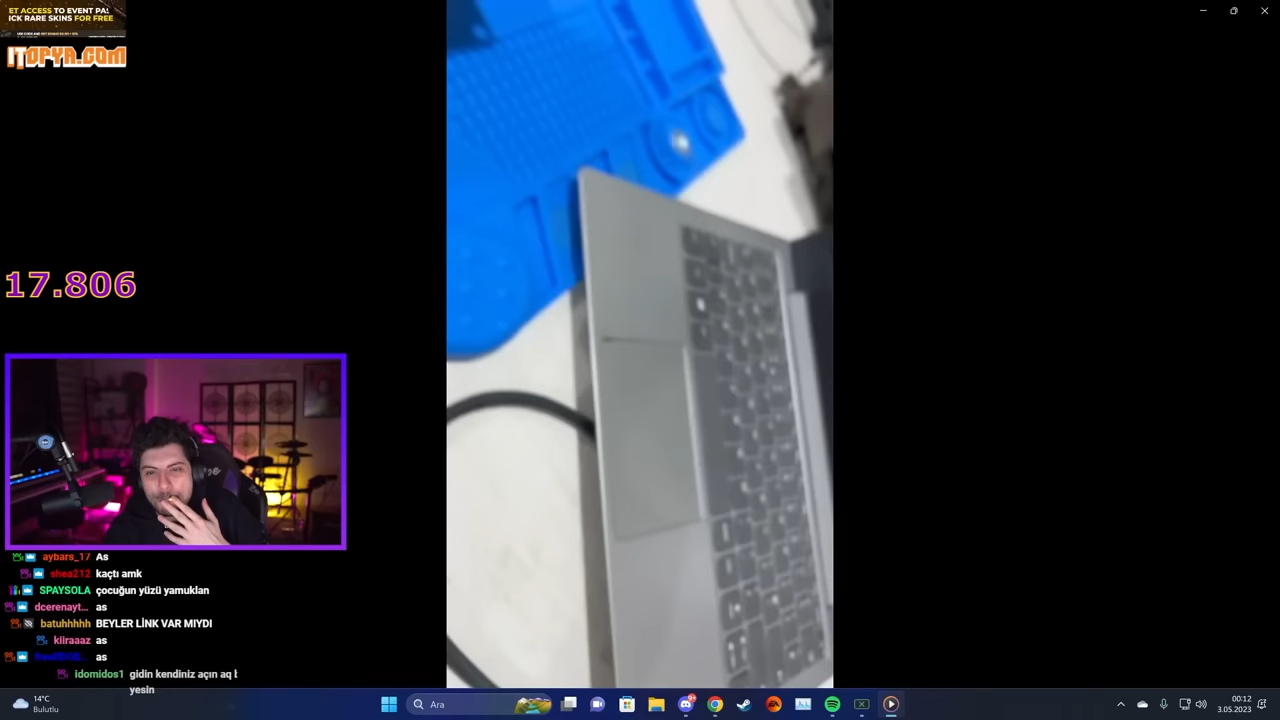 ET ACCESS TO EVENT PA
ICK RARE SKINS FOR FREE
ITOPYA.COM
17.806
aybars_17 As
shea212 kaçtı amk
SPAYSOLA çocuğun yüzü yamuklan
dcerenayt... as
batuhhhhh BEYLER LİNK VAR MIYDI
kiiraaaz as
as
idomidos1 gidin kendiniz açın aq b
yesin
14°C
Bulutlu
Ara
00:12
3.05.2023